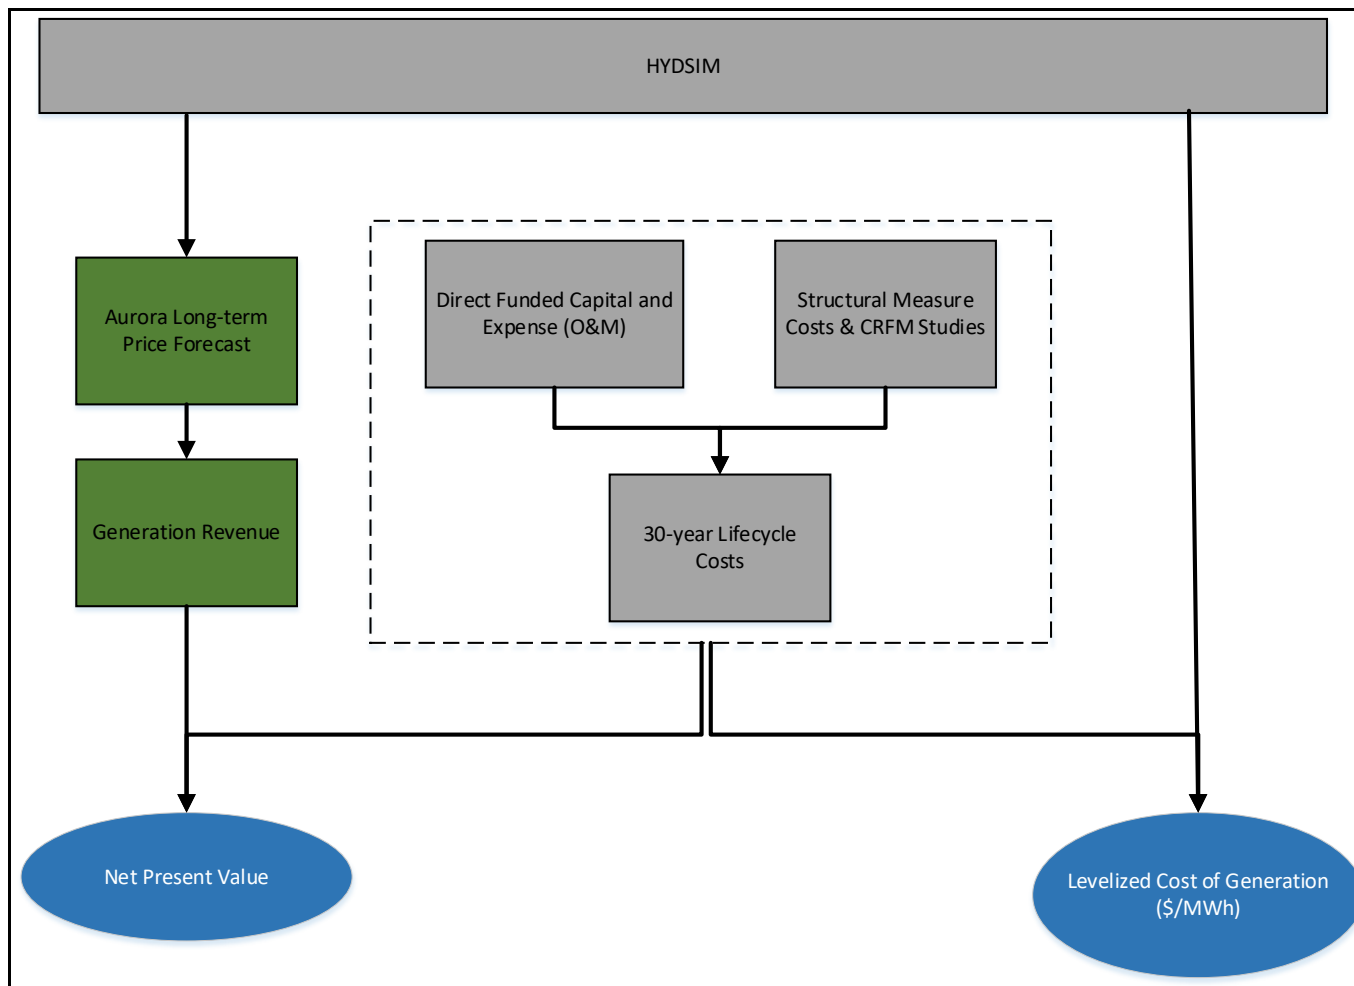 HYDSIM
Direct Funded Capital and
Expense (O&M)
Structural Measure
Costs & CRFM Studies
Aurora Long-term
Price Forecast
Generation Revenue
30-year Lifecycle
Costs
Net Present Value
Levelized Cost of Generation
($/MWh)